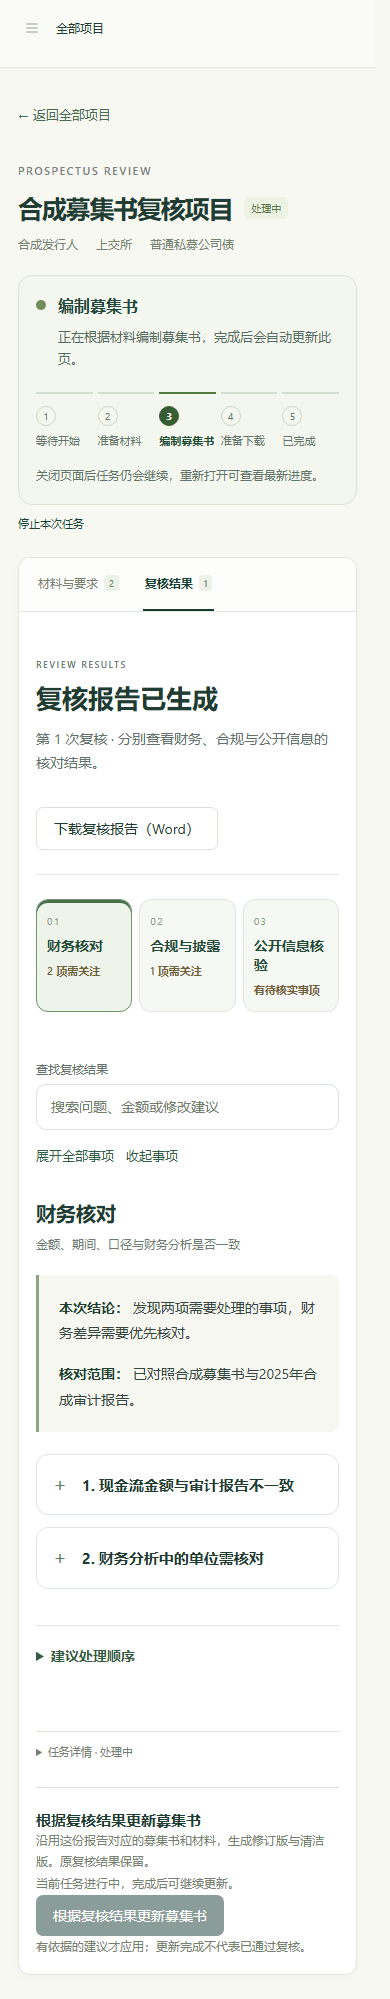 全部项目
← 返回全部项目
PROSPECTUS REVIEW
合成募集书复核项目 处理中
合成发行人 上交所 普通私募公司债
编制募集书
正在根据材料编制募集书，完成后会自动更新此
页。
1 2 3 4 5
等待开始 准备材料 编制募集书 准备下载 已完成
关闭页面后任务仍会继续，重新打开可查看最新进度。
停止本次任务
材料与要求 2 复核结果 1
REVIEW RESULTS
复核报告已生成
第 1 次复核 · 分别查看财务、合规与公开信息的
核对结果。
下载复核报告（Word）
01 02 03
财务核对 合规与披露 公开信息核
验
2 项需关注 1 项需关注 有待核实事项
查找复核结果
搜索问题、金额或修改建议
展开全部事项 收起事项
财务核对
金额、期间、口径与财务分析是否一致
本次结论： 发现两项需要处理的事项，财
务差异需要优先核对。
核对范围： 已对照合成募集书与2025年合
成审计报告。
+ 1. 现金流金额与审计报告不一致
+ 2. 财务分析中的单位需核对
▶ 建议处理顺序
▶ 任务详情 · 处理中
根据复核结果更新募集书
沿用这份报告对应的募集书和材料，生成修订版与清洁
版。原复核结果保留。
当前任务进行中，完成后可继续更新。
根据复核结果更新募集书
有依据的建议才应用；更新完成不代表已通过复核。